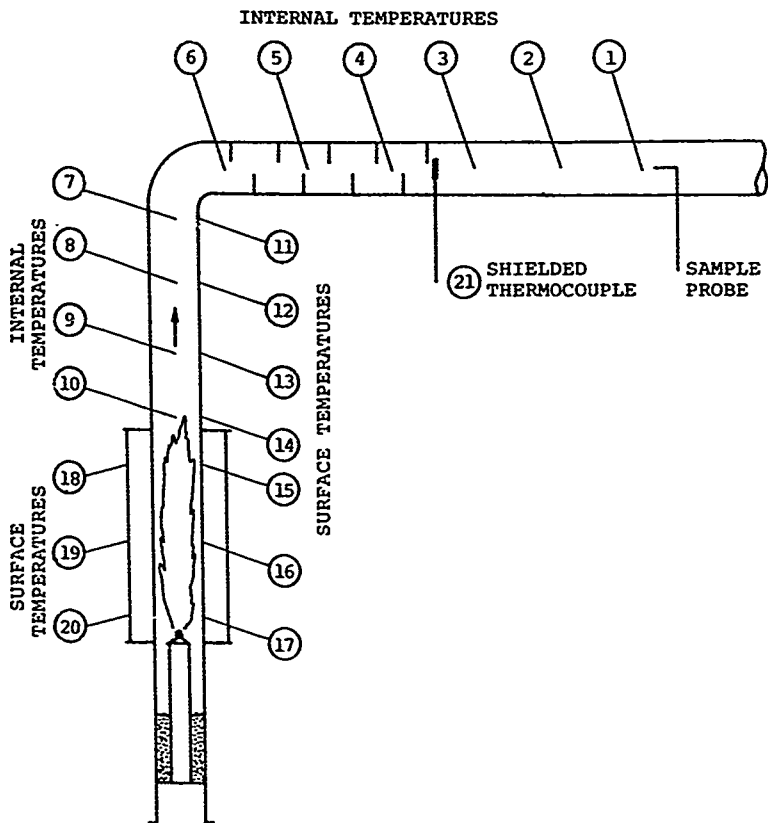 INTERNAL TEMPERATURES
6 5 4 3 2 1
7
11
8
21 SHIELDED
THERMOCOUPLE
SAMPLE
PROBE
INTERNAL
TEMPERATURES
12
9
13
10
14
SURFACE TEMPERATURES
18
15
19
16
SURFACE
TEMPERATURES
20
17